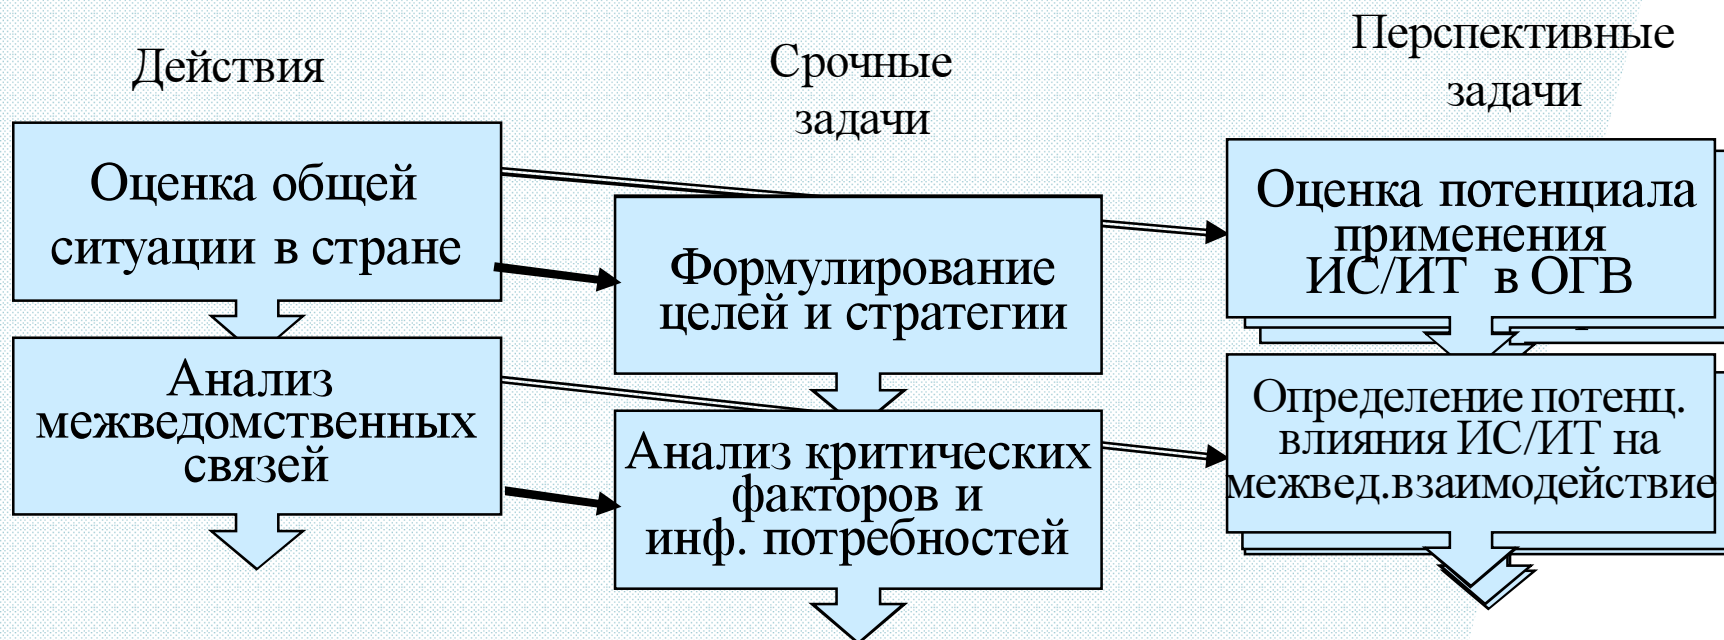 Действия
Срочные
задачи
Перспективные
задачи
Оценка общей
ситуации в стране
Формулирование
целей и стратегии
Оценка потенциала
применения
ИС/ИТ в ОГВ
Анализ
межведомственных
связей
Анализ критических
факторов и
инф. потребностей
Определение потенц.
влияния ИС/ИТ на
межвед.взаимодействие